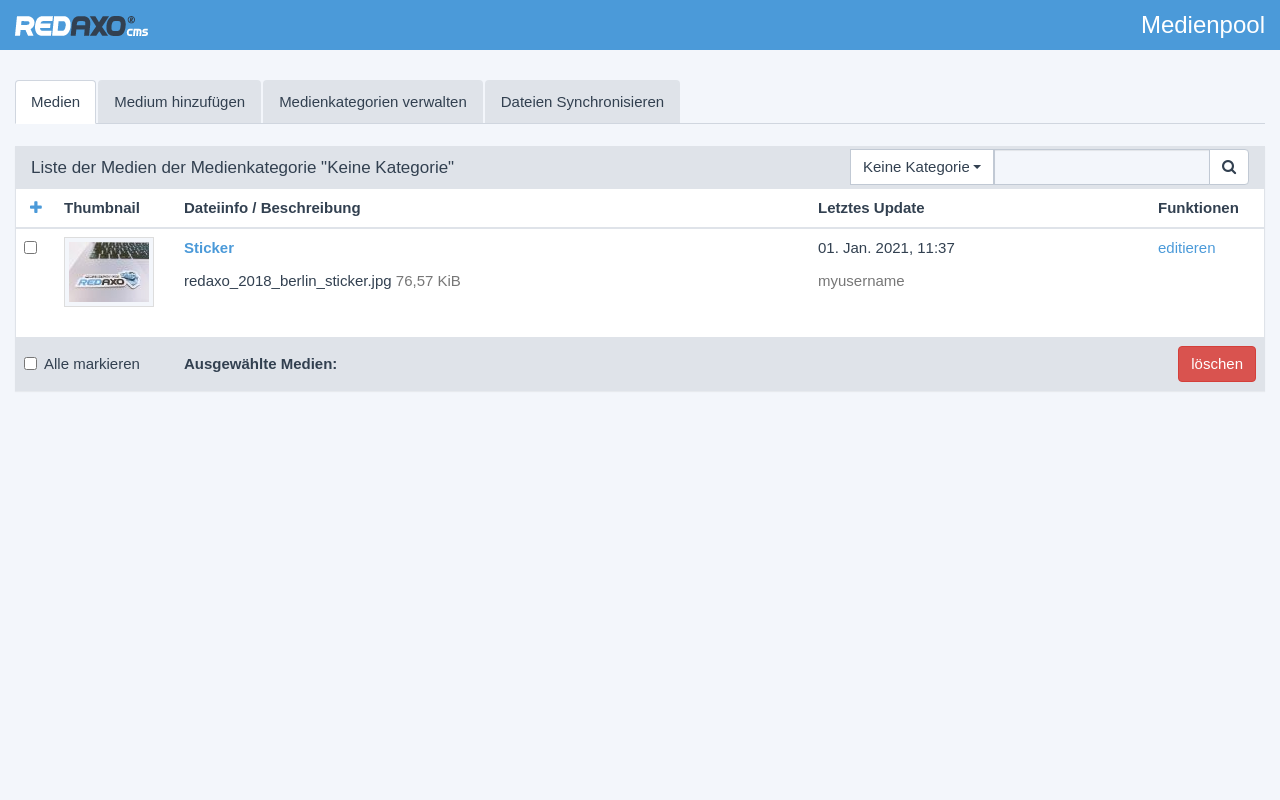 REDAXO® cms
Medienpool
Medien
Medium hinzufügen
Medienkategorien verwalten
Dateien Synchronisieren
Liste der Medien der Medienkategorie "Keine Kategorie"
Keine Kategorie
Thumbnail
Dateiinfo / Beschreibung
Letztes Update
Funktionen
REDAXO
Sticker
01. Jan. 2021, 11:37
editieren
redaxo_2018_berlin_sticker.jpg 76,57 KiB
myusername
Alle markieren
Ausgewählte Medien:
löschen